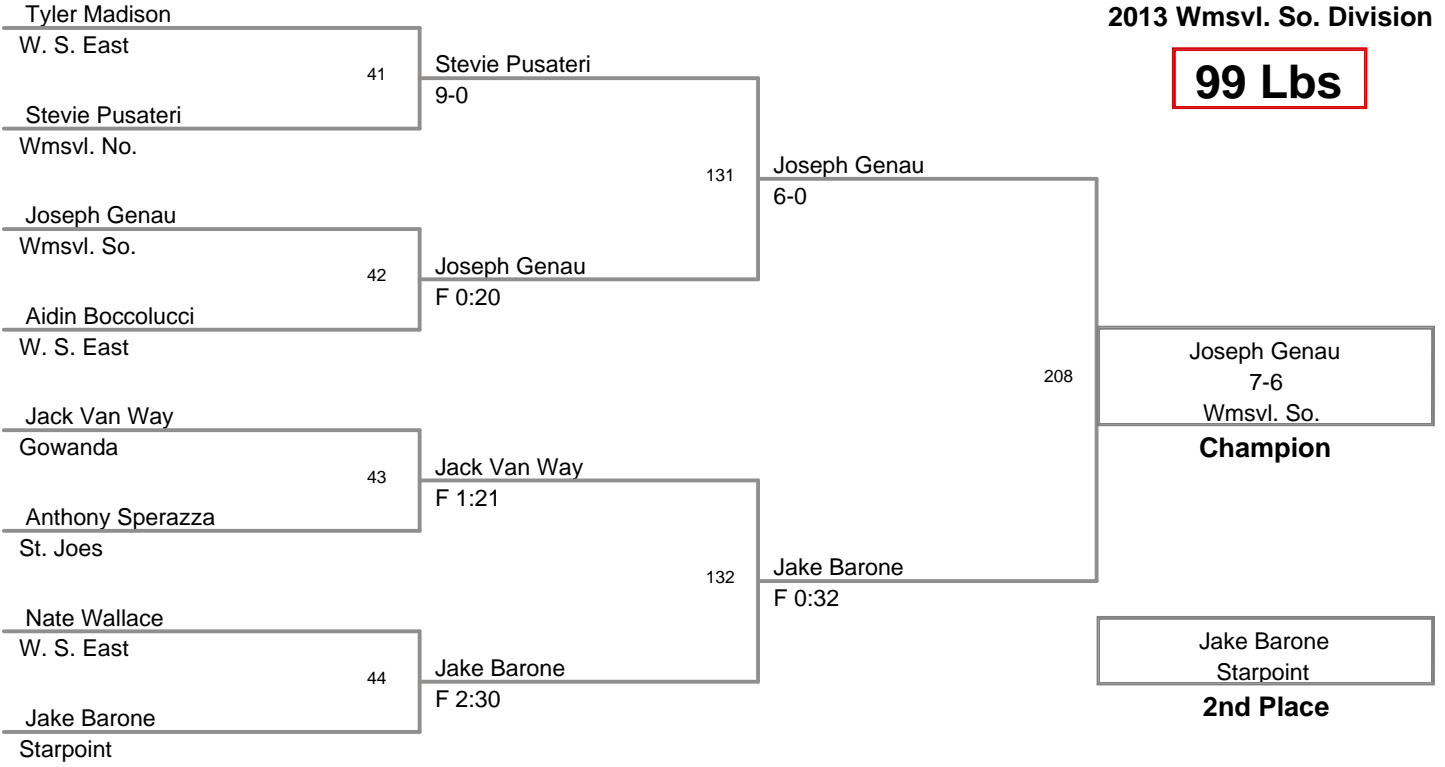 2013 Wmsvl. So. Division
99 Lbs
Tyler Madison
W. S. East
41
Stevie Pusateri
Wmsvl. No.
Stevie Pusateri
9-0
Joseph Genau
Wmsvl. So.
42
Aidin Boccolucci
W. S. East
Joseph Genau
F 0:20
131
Joseph Genau
6-0
Jack Van Way
Gowanda
43
Anthony Sperazza
St. Joes
Jack Van Way
F 1:21
Nate Wallace
W. S. East
44
Jake Barone
Starpoint
Jake Barone
F 2:30
132
Jake Barone
F 0:32
208
Joseph Genau
7-6
Wmsvl. So.
Champion
Jake Barone
Starpoint
2nd Place